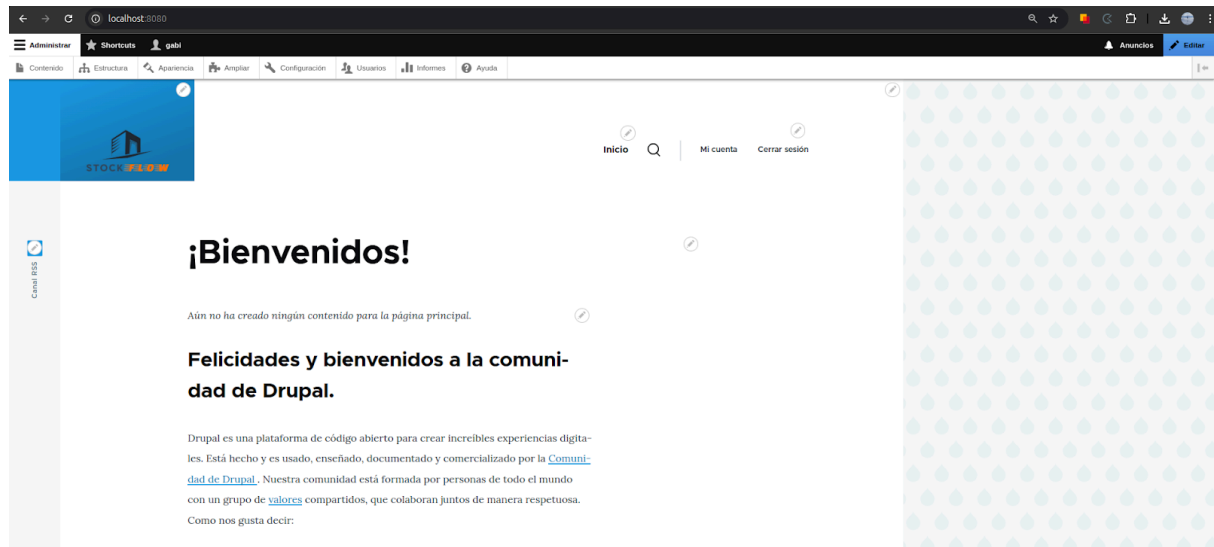 localhost:8080
Administrar Shortcuts gabi Anuncios Editar
Contenido Estructura Apariencia Ampliar Configuración Usuarios Informes Ayuda
STOCK FLOW
Inicio Mi cuenta Cerrar sesión
Canal RSS
¡Bienvenidos!
Aún no ha creado ningún contenido para la página principal.
Felicidades y bienvenidos a la comuni-
dad de Drupal.
Drupal es una plataforma de código abierto para crear increíbles experiencias digita-
les. Está hecho y es usado, enseñado, documentado y comercializado por la Comuni-
dad de Drupal . Nuestra comunidad está formada por personas de todo el mundo
con un grupo de valores compartidos, que colaboran juntos de manera respetuosa.
Como nos gusta decir: